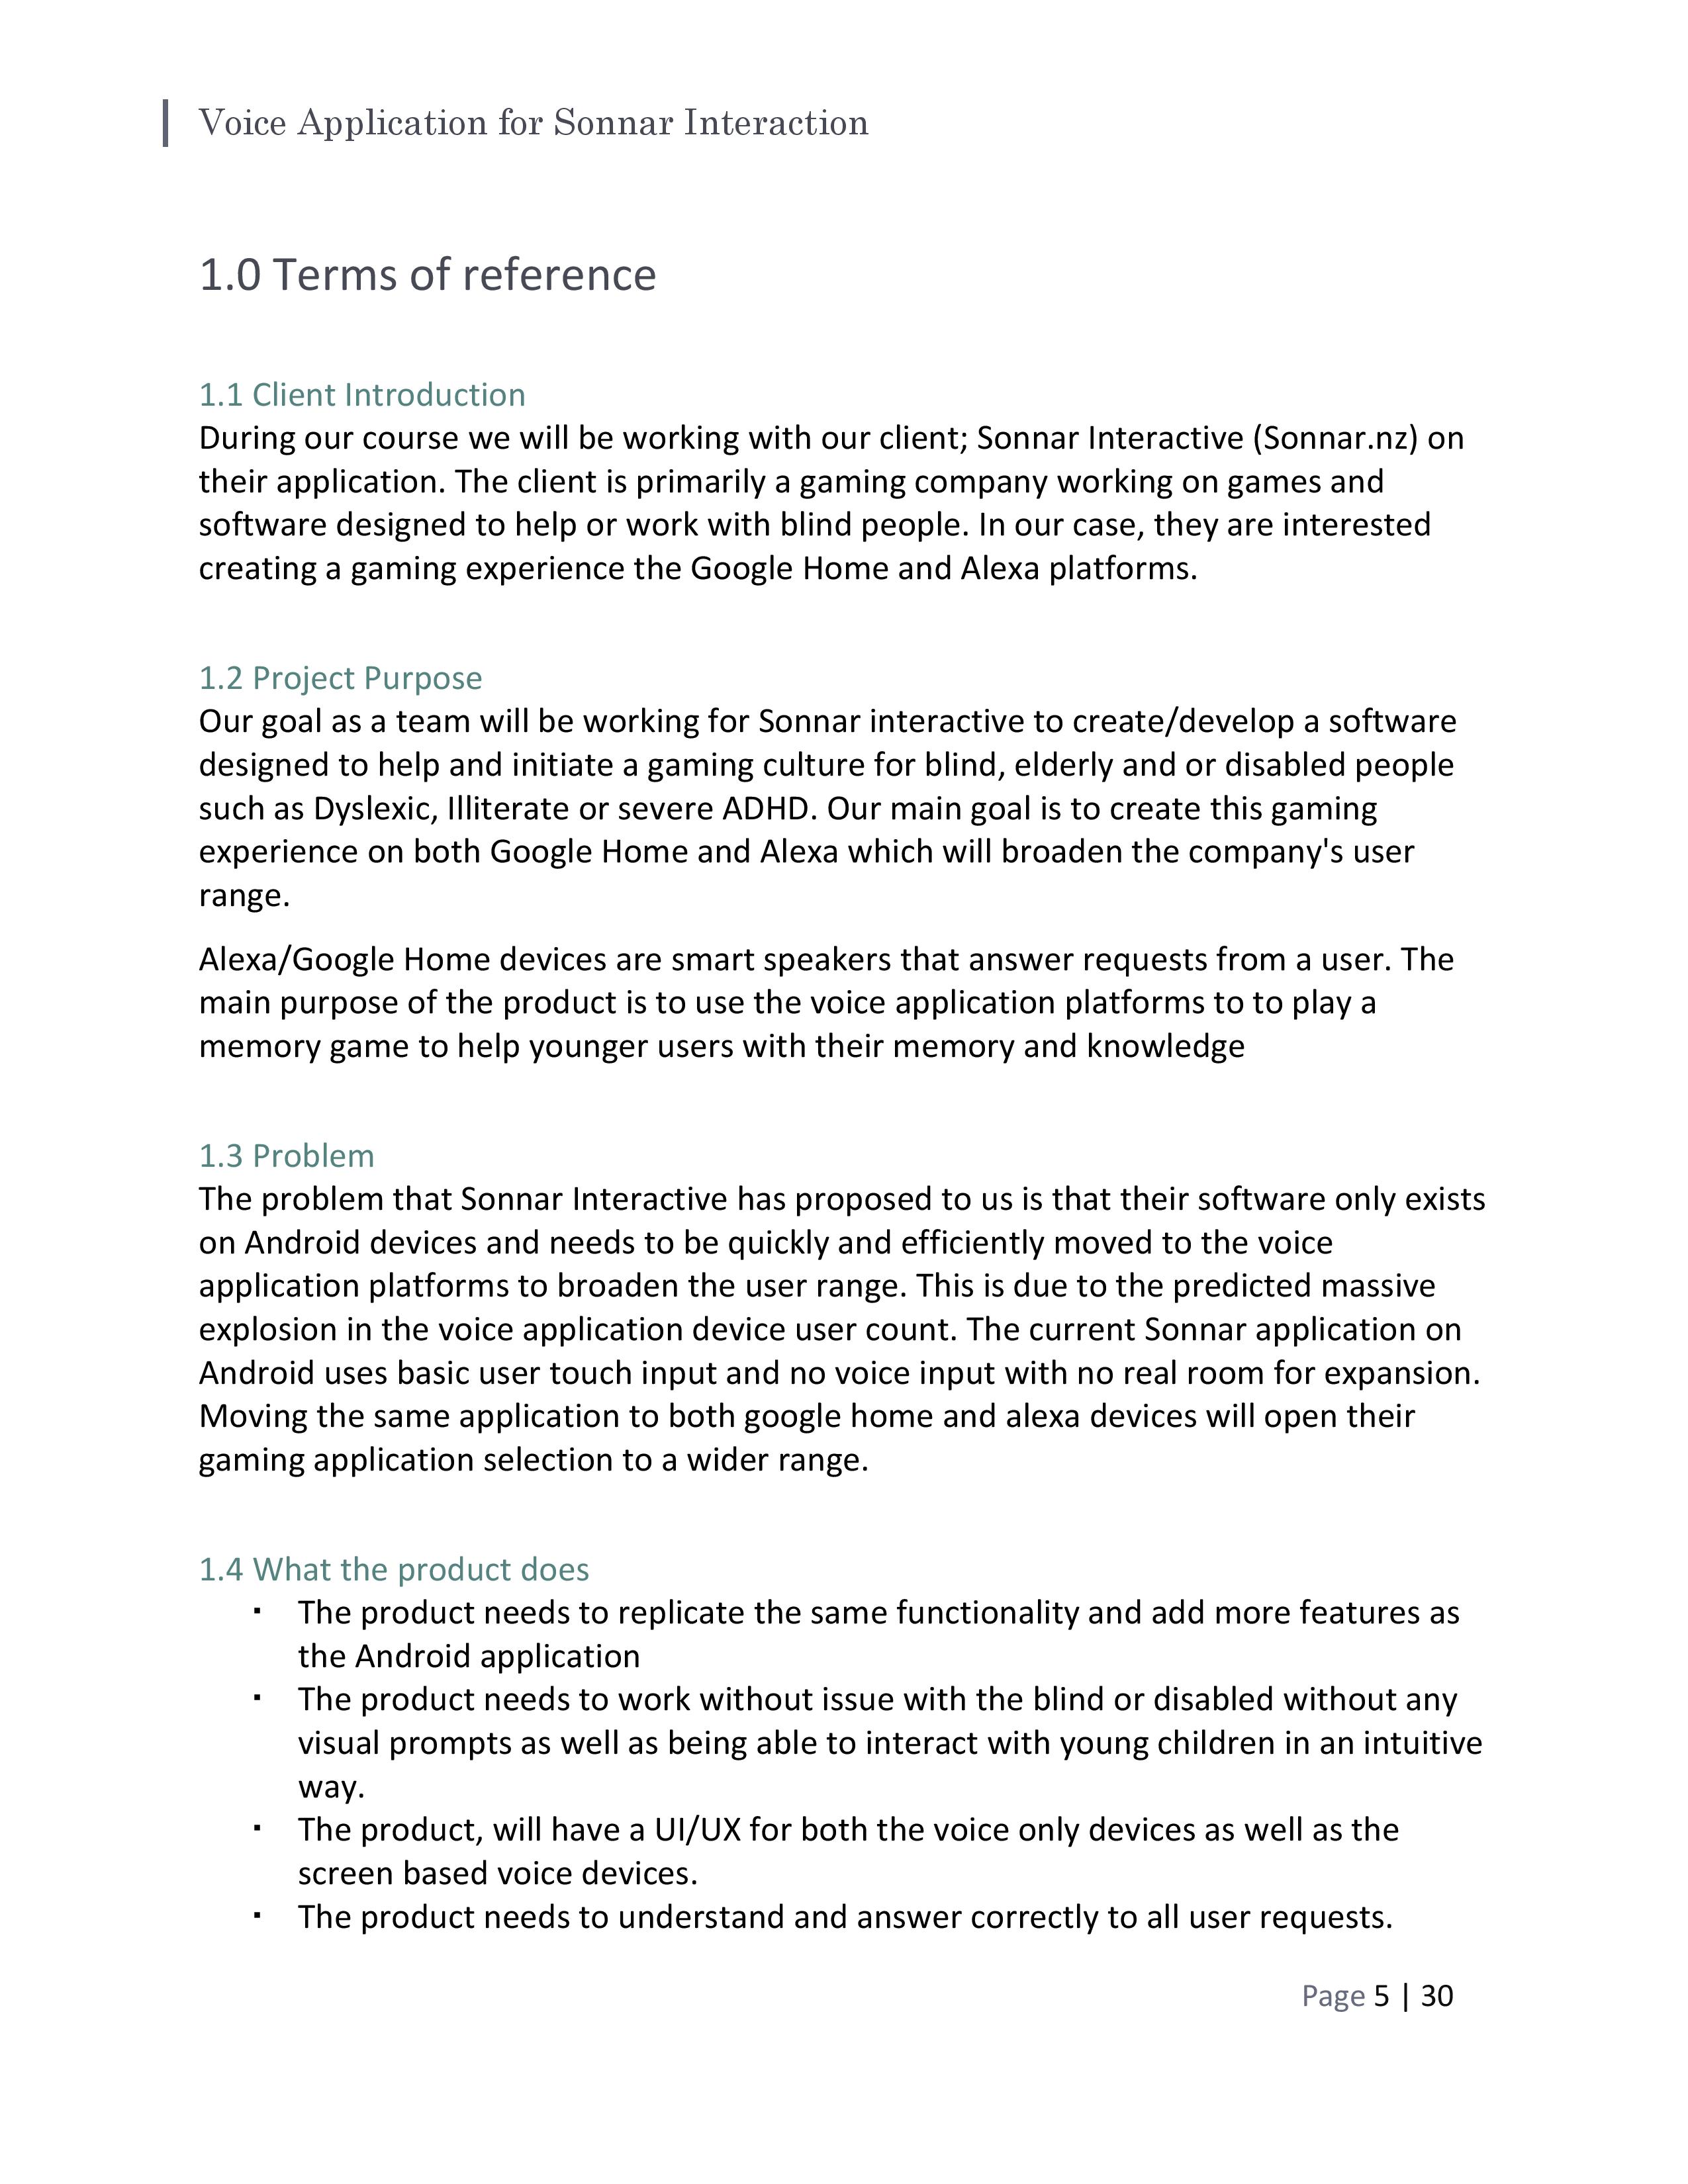 Voice Application for Sonnar Interaction
1.0 Terms of reference
1.1 Client Introduction
During our course we will be working with our client; Sonnar Interactive (Sonnar.nz) on
their application. The client is primarily a gaming company working on games and
software designed to help or work with blind people. In our case, they are interested
creating a gaming experience the Google Home and Alexa platforms.
1.2 Project Purpose
Our goal as a team will be working for Sonnar interactive to create/develop a software
designed to help and initiate a gaming culture for blind, elderly and or disabled people
such as Dyslexic, Illiterate or severe ADHD. Our main goal is to create this gaming
experience on both Google Home and Alexa which will broaden the company's user
range.
Alexa/Google Home devices are smart speakers that answer requests from a user. The
main purpose of the product is to use the voice application platforms to to play a
memory game to help younger users with their memory and knowledge
1.3 Problem
The problem that Sonnar Interactive has proposed to us is that their software only exists
on Android devices and needs to be quickly and efficiently moved to the voice
application platforms to broaden the user range. This is due to the predicted massive
explosion in the voice application device user count. The current Sonnar application on
Android uses basic user touch input and no voice input with no real room for expansion.
Moving the same application to both google home and alexa devices will open their
gaming application selection to a wider range.
1.4 What the product does
▪ The product needs to replicate the same functionality and add more features as
the Android application
▪ The product needs to work without issue with the blind or disabled without any
visual prompts as well as being able to interact with young children in an intuitive
way.
▪ The product, will have a UI/UX for both the voice only devices as well as the
screen based voice devices.
▪ The product needs to understand and answer correctly to all user requests.
Page 5 | 30